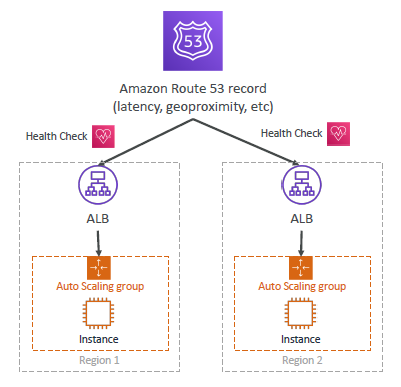 53
Amazon Route 53 record
(latency, geoproximity, etc)
Health Check
Health Check
ALB
ALB
Auto Scaling group
Auto Scaling group
Instance
Instance
Region 1
Region 2